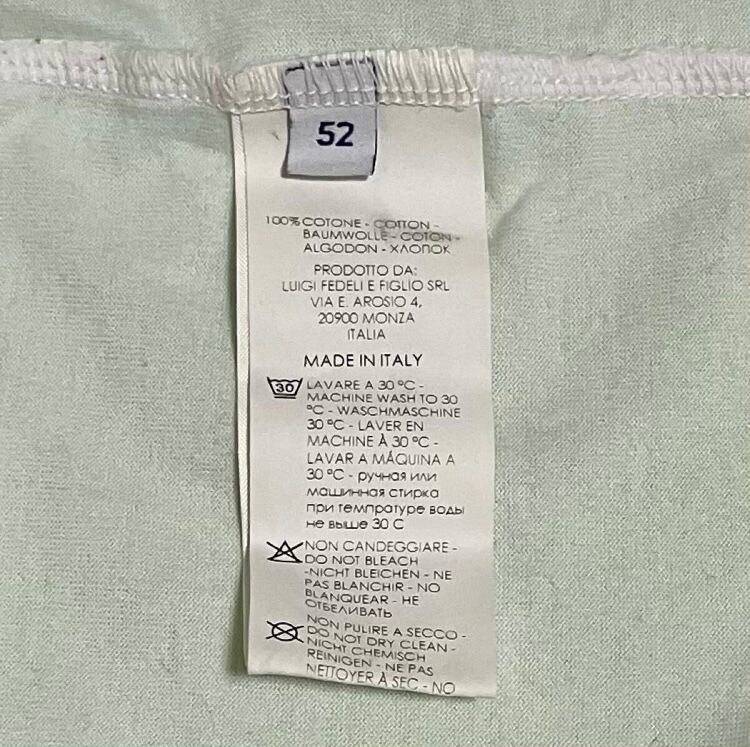 52
100% COTONE - COTTON -
BAUMWOLLE - COTON -
ALGODON - ХЛОПОК
PRODOTTO DA:
LUIGI FEDELI E FIGLIO SRL
VIA E. AROSIO 4,
20900 MONZA
ITALIA
MADE IN ITALY
30
LAVARE A 30 °C -
MACHINE WASH TO 30
°C - WASCHMASCHINE
30 °C - LAVER EN
MACHINE À 30 °C -
LAVAR A MÁQUINA A
30 °C - ручная или
машинная стирка
при температуре воды
не выше 30 C
NON CANDEGGIARE -
DO NOT BLEACH
-NICHT BLEICHEN - NE
PAS BLANCHIR - NO
BLANQUEAR - НЕ
ОТБЕЛИВАТЬ
NON PULIRE A SECCO -
DO NOT DRY CLEAN -
NICHT CHEMISCH
REINIGEN - NE PAS
NETTOYER À SEC - NO